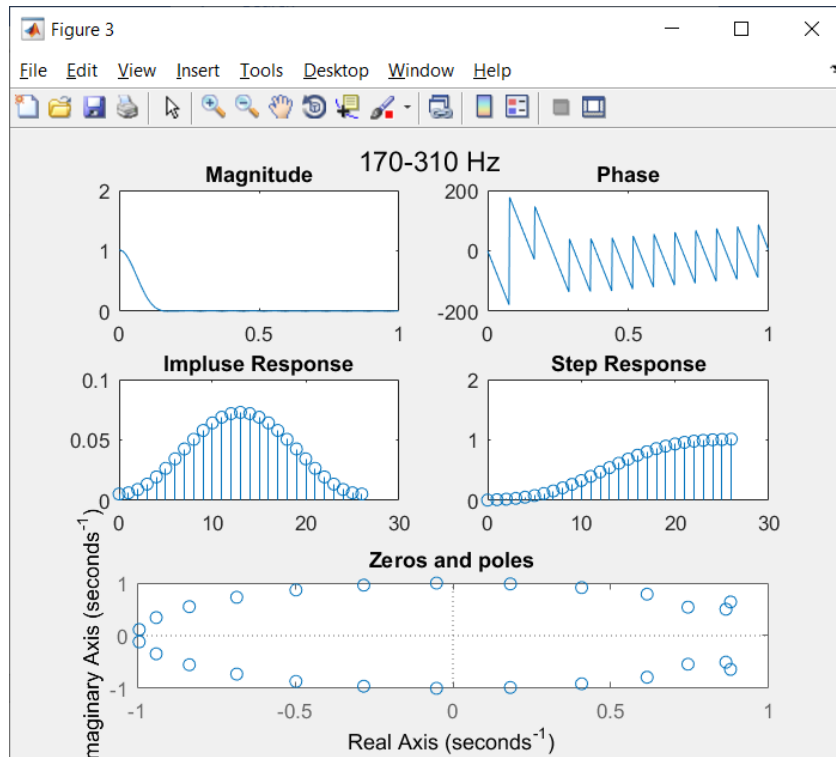 Figure 3
File Edit View Insert Tools Desktop Window Help
170-310 Hz
Magnitude
2
1
0
0 0.5 1
Phase
200
0
-200
0 0.5 1
Impluse Response
0.1
0.05
0
0 10 20 30
Step Response
2
1
0
0 10 20 30
Zeros and poles
maginary Axis (seconds⁻¹)
1
0
-1
-1 -0.5 0 0.5 1
Real Axis (seconds⁻¹)